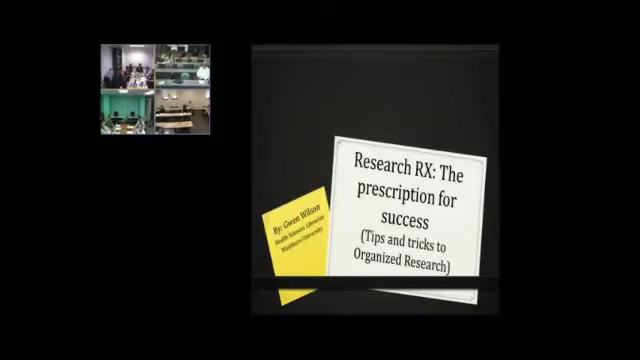 Research RX: The
prescription for
success
(Tips and tricks to
Organized Research)
By: Gwen Wilson
Health Sciences Librarian
Washburn University